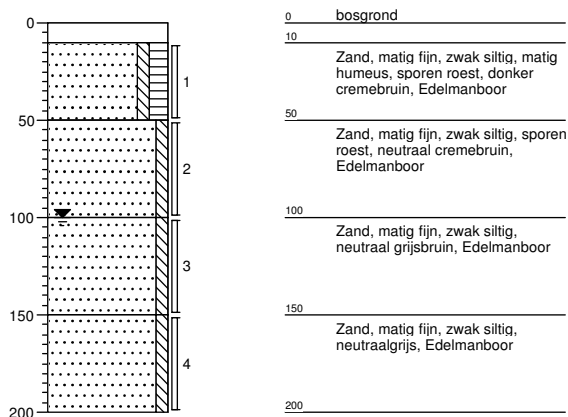 0
50
100
150
200
1
2
3
4
0 bosgrond
10
Zand, matig fijn, zwak siltig, matig
humeus, sporen roest, donker
cremebruin, Edelmanboor
50
Zand, matig fijn, zwak siltig, sporen
roest, neutraal cremebruin,
Edelmanboor
100
Zand, matig fijn, zwak siltig,
neutraal grijsbruin, Edelmanboor
150
Zand, matig fijn, zwak siltig,
neutraalgrijs, Edelmanboor
200